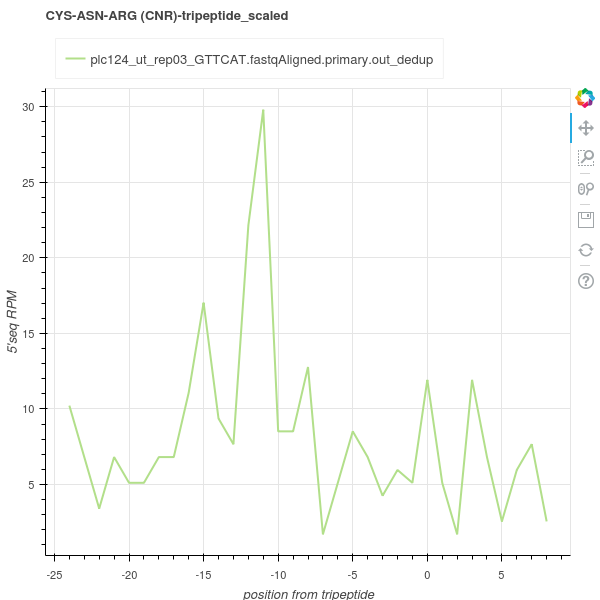 CYS-ASN-ARG (CNR)-tripeptide_scaled
plc124_ut_rep03_GTTCAT.fastqAligned.primary.out_dedup
30
25
20
15
10
5
5'seq RPM
-25 -20 -15 -10 -5 0 5
position from tripeptide